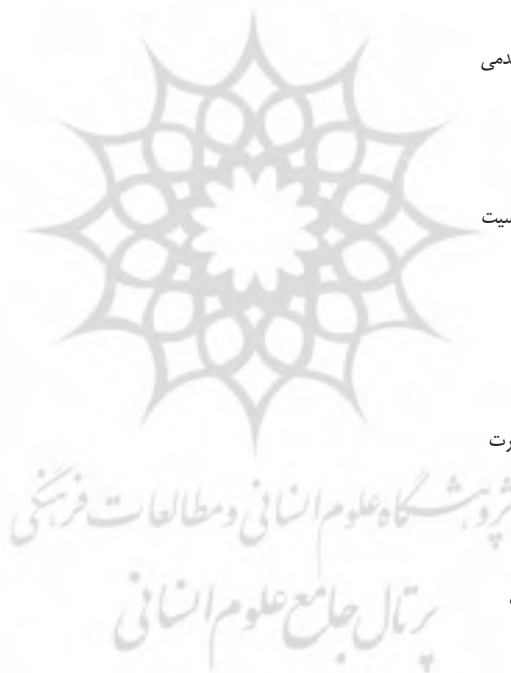 پژوهشگاه علوم انسانی و مطالعات فرهنگی
پرتال جامع علوم انسانی